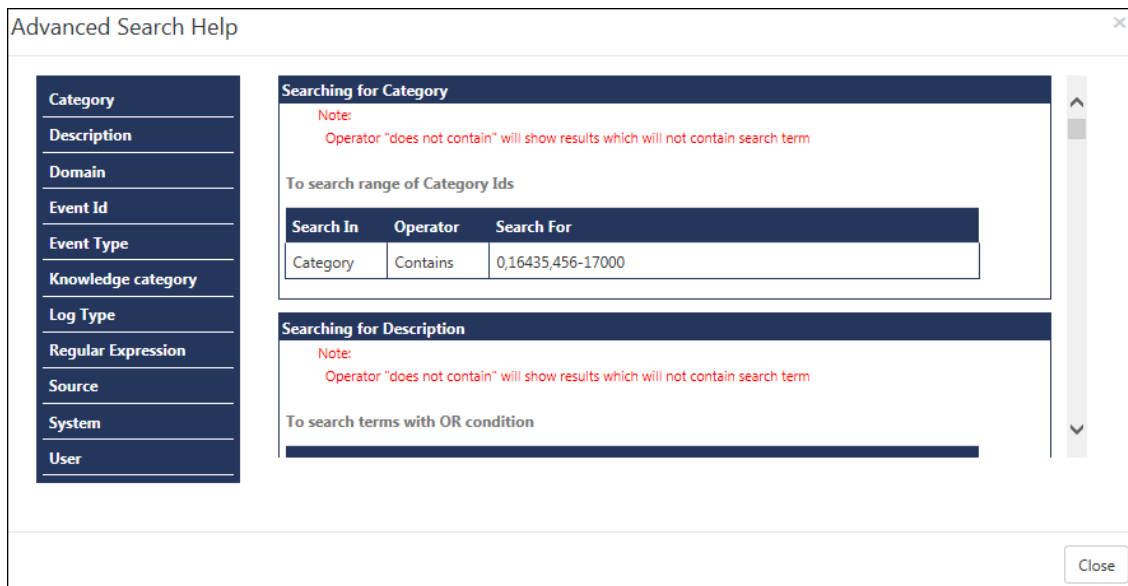 Advanced Search Help
×
Category
Description
Domain
Event Id
Event Type
Knowledge category
Log Type
Regular Expression
Source
System
User
Searching for Category
Note:
Operator "does not contain" will show results which will not contain search term
To search range of Category Ids
Search In Operator Search For
Category Contains 0,16435,456-17000
Searching for Description
Note:
Operator "does not contain" will show results which will not contain search term
To search terms with OR condition
Close